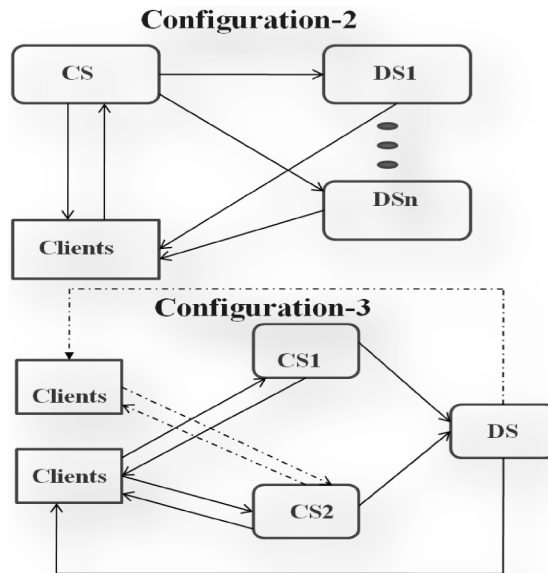 Configuration-2
CS
DS1
DSn
Clients
Configuration-3
CS1
Clients
DS
Clients
CS2